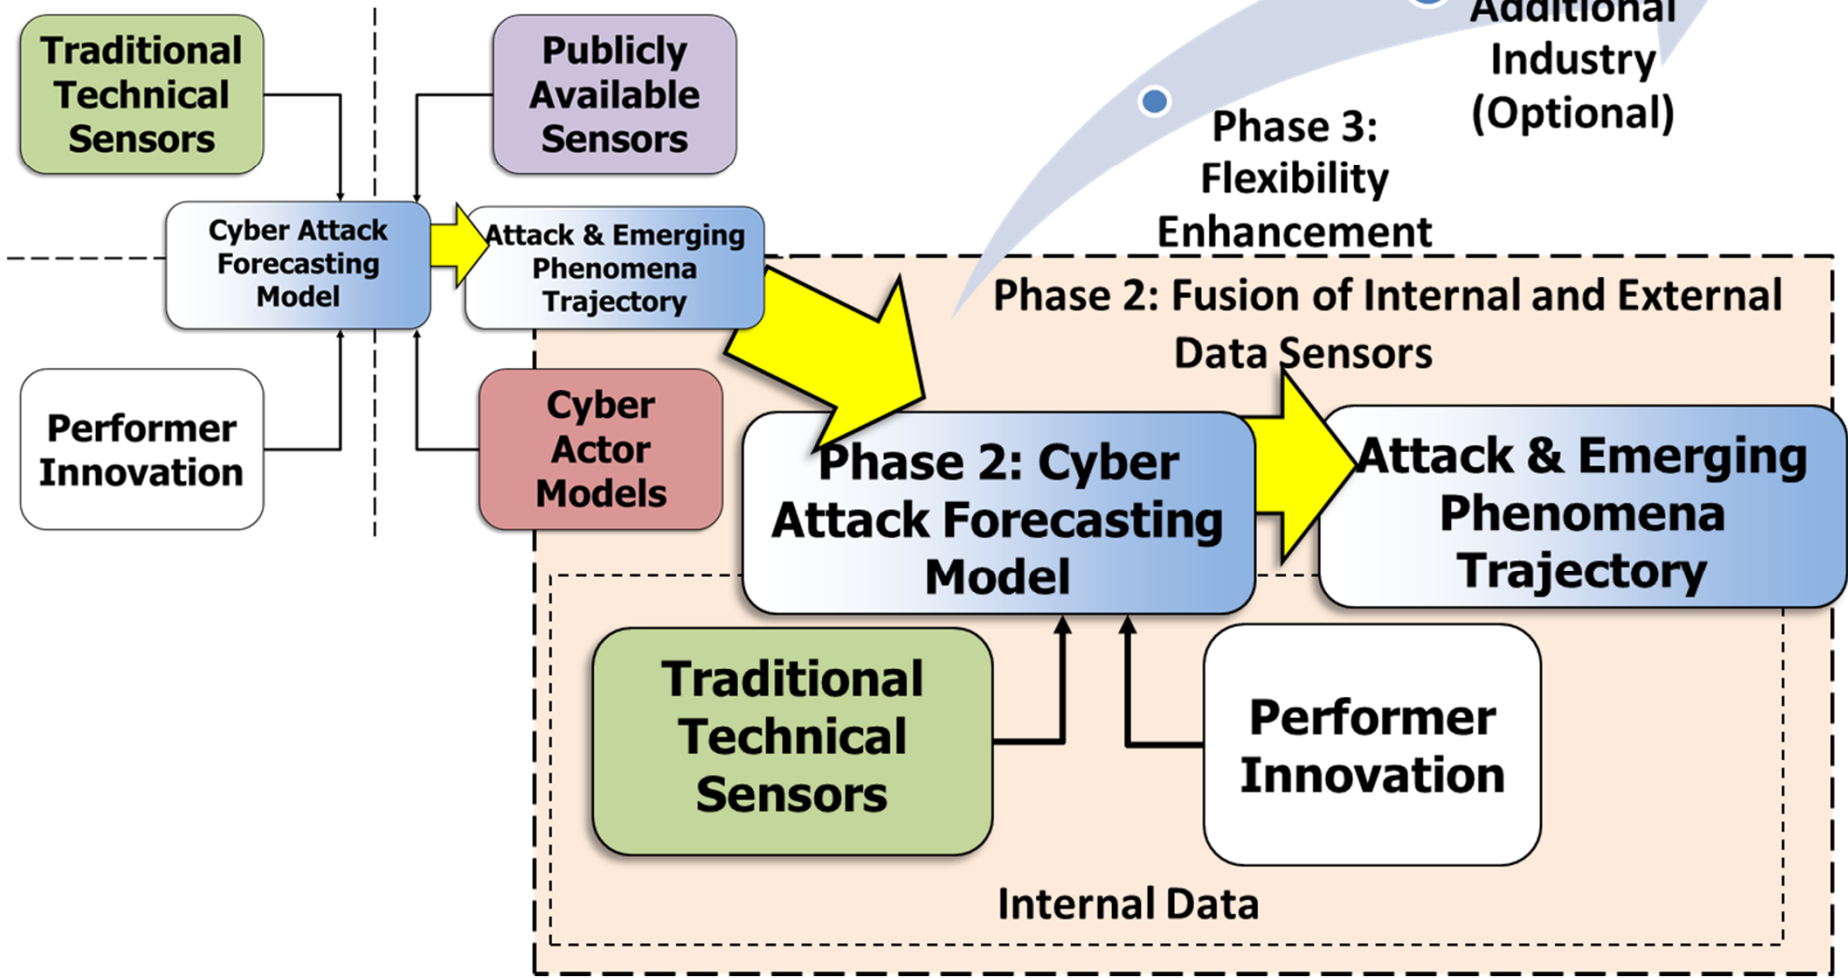 Traditional
Technical
Sensors
Publicly
Available
Sensors
Additional
Industry
(Optional)
Phase 3:
Flexibility
Enhancement
Cyber Attack
Forecasting
Model
Attack & Emerging
Phenomena
Trajectory
Performer
Innovation
Cyber
Actor
Models
Phase 2: Fusion of Internal and External
Data Sensors
Phase 2: Cyber
Attack Forecasting
Model
Attack & Emerging
Phenomena
Trajectory
Traditional
Technical
Sensors
Performer
Innovation
Internal Data